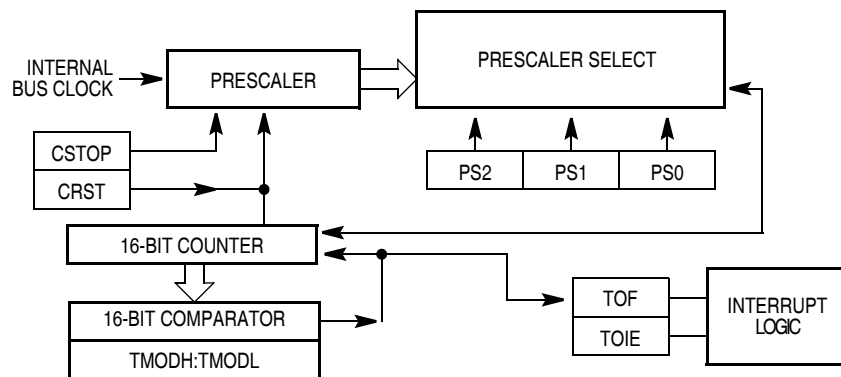 INTERNAL
BUS CLOCK
PRESCALER
PRESCALER SELECT
CSTOP
CRST
PS2
PS1
PS0
16-BIT COUNTER
16-BIT COMPARATOR
TMODH:TMODL
TOF
TOIE
INTERRUPT
LOGIC